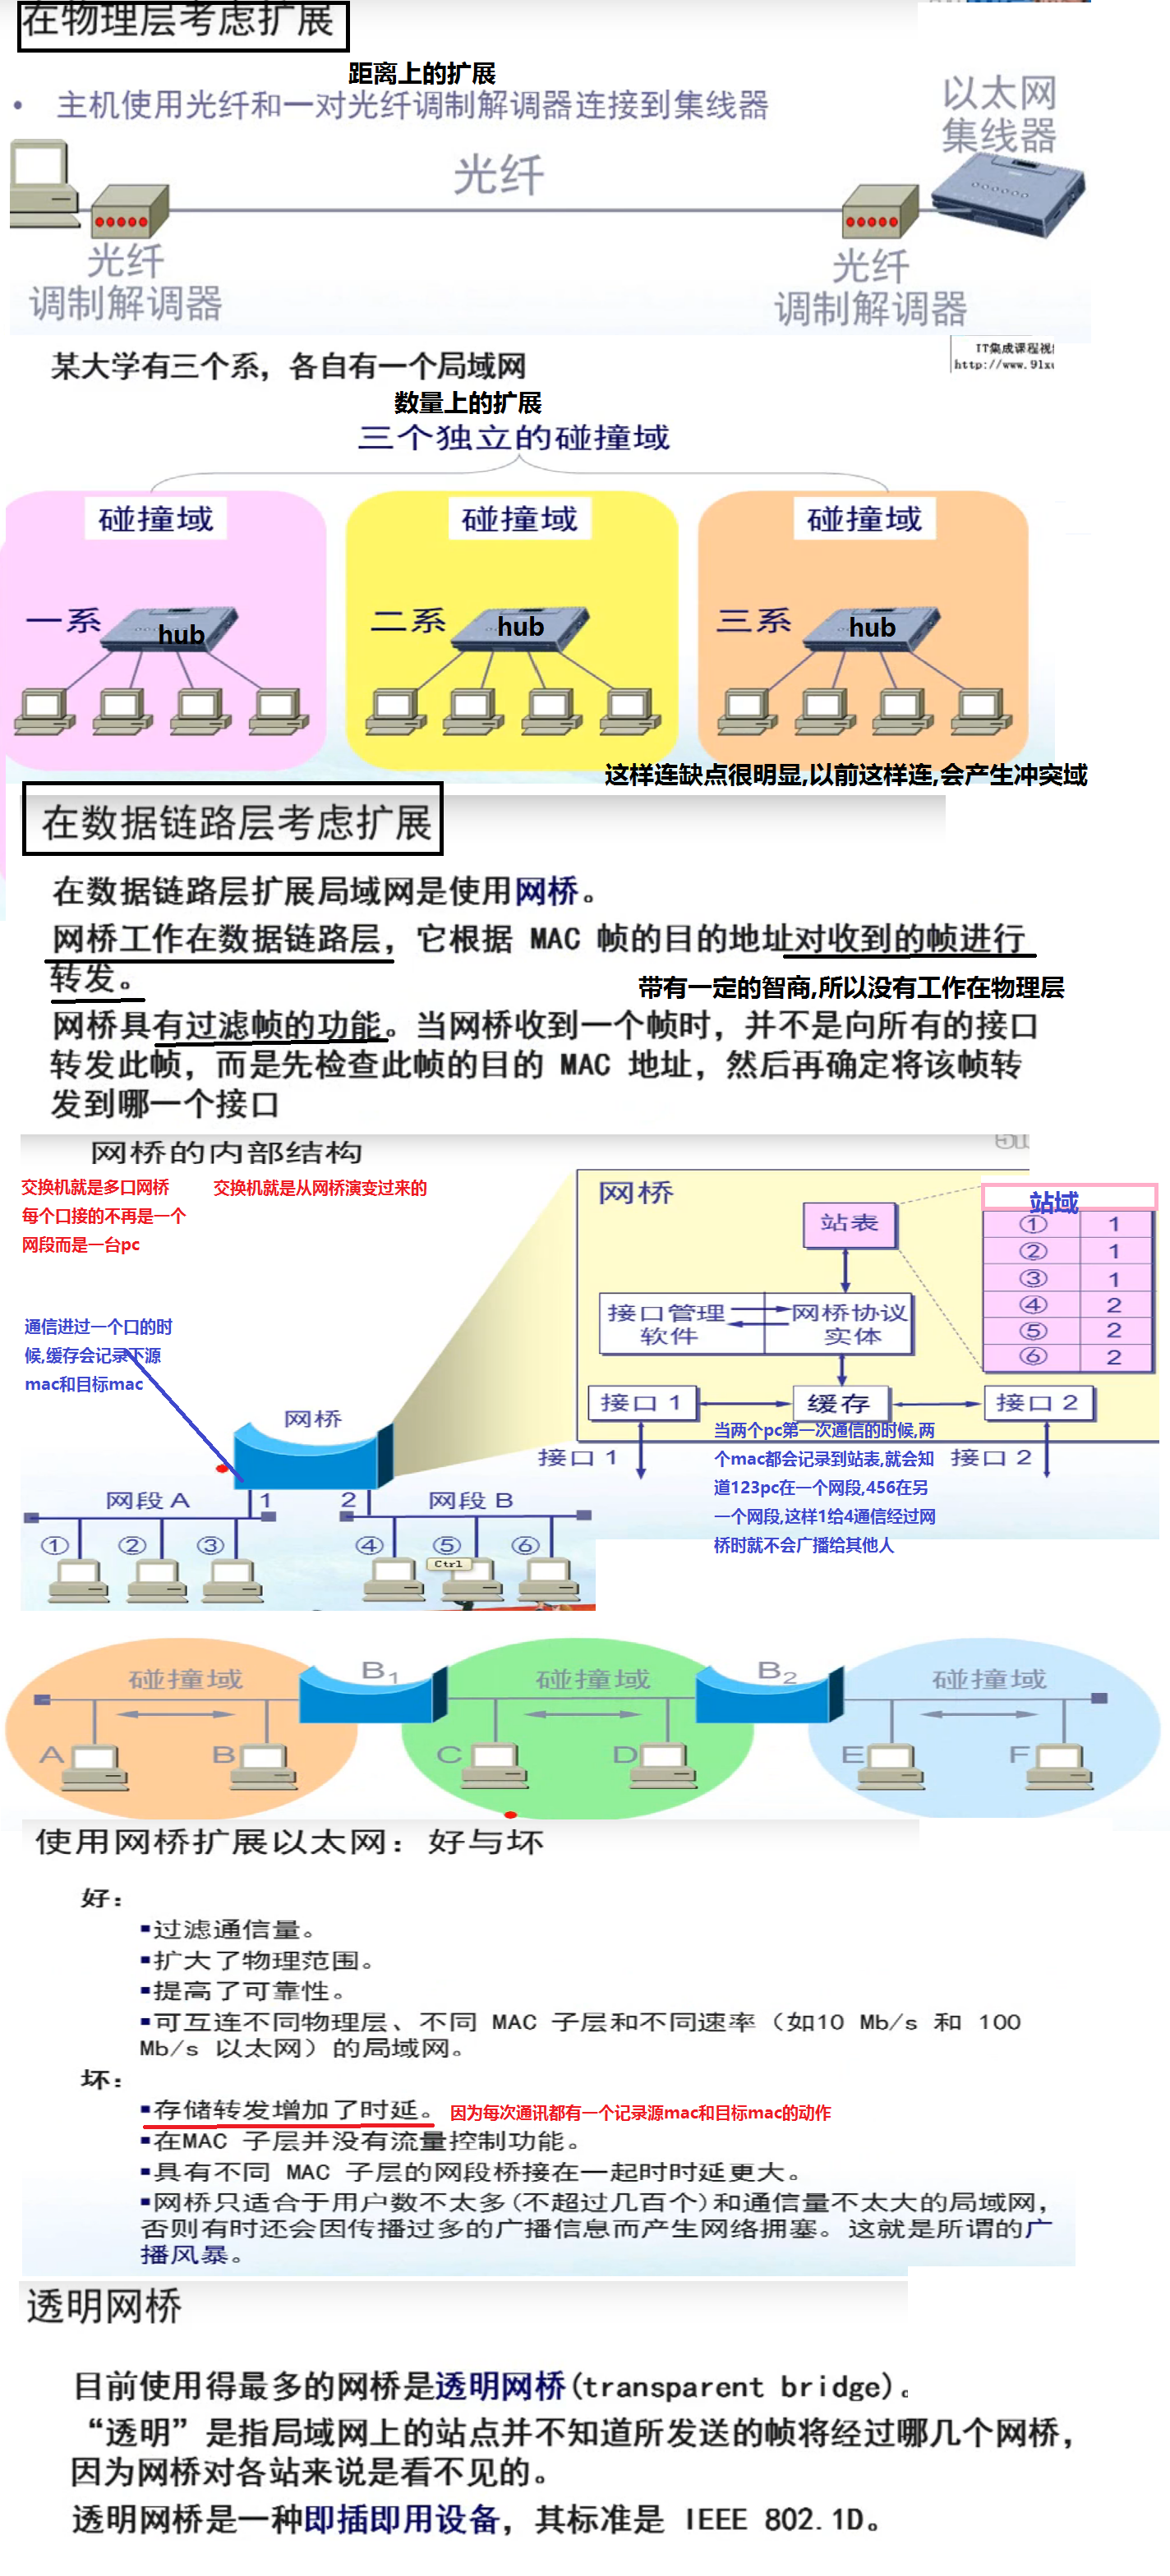 在物理层考虑扩展
距离上的扩展
• 主机使用光纤和一对光纤调制解调器连接到集线器
以太网
集线器
光纤
光纤
调制解调器
光纤
调制解调器
IT集成课程视
http://www.91xu
某大学有三个系，各自有一个局域网
数量上的扩展
三个独立的碰撞域
碰撞域
碰撞域
碰撞域
一系
hub
二系
hub
三系
hub
这样连缺点很明显,以前这样连,会产生冲突域
在数据链路层考虑扩展
在数据链路层扩展局域网是使用网桥。
网桥工作在数据链路层，它根据 MAC 帧的目的地址对收到的帧进行
转发。
带有一定的智商,所以没有工作在物理层
网桥具有过滤帧的功能。当网桥收到一个帧时，并不是向所有的接口
转发此帧，而是先检查此帧的目的 MAC 地址，然后再确定将该帧转
发到哪一个接口
网桥的内部结构
交换机就是多口网桥
每个口接的不再是一个
网段而是一台pc
交换机就是从网桥演变过来的
网桥
站表
站域
① 1
② 1
③ 1
④ 2
⑤ 2
⑥ 2
接口管理
软件
网桥协议
实体
接口 1
缓存
接口 2
通信进过一个口的时
候,缓存会记录下源
mac和目标mac
网桥
接口 1
接口 2
当两个pc第一次通信的时候,两
个mac都会记录到站表,就会知
道123pc在一个网段,456在另
一个网段,这样1给4通信经过网
桥时就不会广播给其他人
网段 A
1
2
网段 B
①
②
③
④
⑤
⑥
Ctrl
碰撞域
B1
碰撞域
B2
碰撞域
A
B
C
D
E
F
使用网桥扩展以太网：好与坏
好：
▪过滤通信量。
▪扩大了物理范围。
▪提高了可靠性。
▪可互连不同物理层、不同 MAC 子层和不同速率（如10 Mb/s 和 100
Mb/s 以太网）的局域网。
坏：
▪存储转发增加了时延。
因为每次通讯都有一个记录源mac和目标mac的动作
▪在MAC 子层并没有流量控制功能。
▪具有不同 MAC 子层的网段桥接在一起时时延更大。
▪网桥只适合于用户数不太多(不超过几百个)和通信量不太大的局域网，
否则有时还会因传播过多的广播信息而产生网络拥塞。这就是所谓的广
播风暴。
透明网桥
目前使用得最多的网桥是透明网桥(transparent bridge)。
“透明”是指局域网上的站点并不知道所发送的帧将经过哪几个网桥，
因为网桥对各站来说是看不见的。
透明网桥是一种即插即用设备，其标准是 IEEE 802.1D。